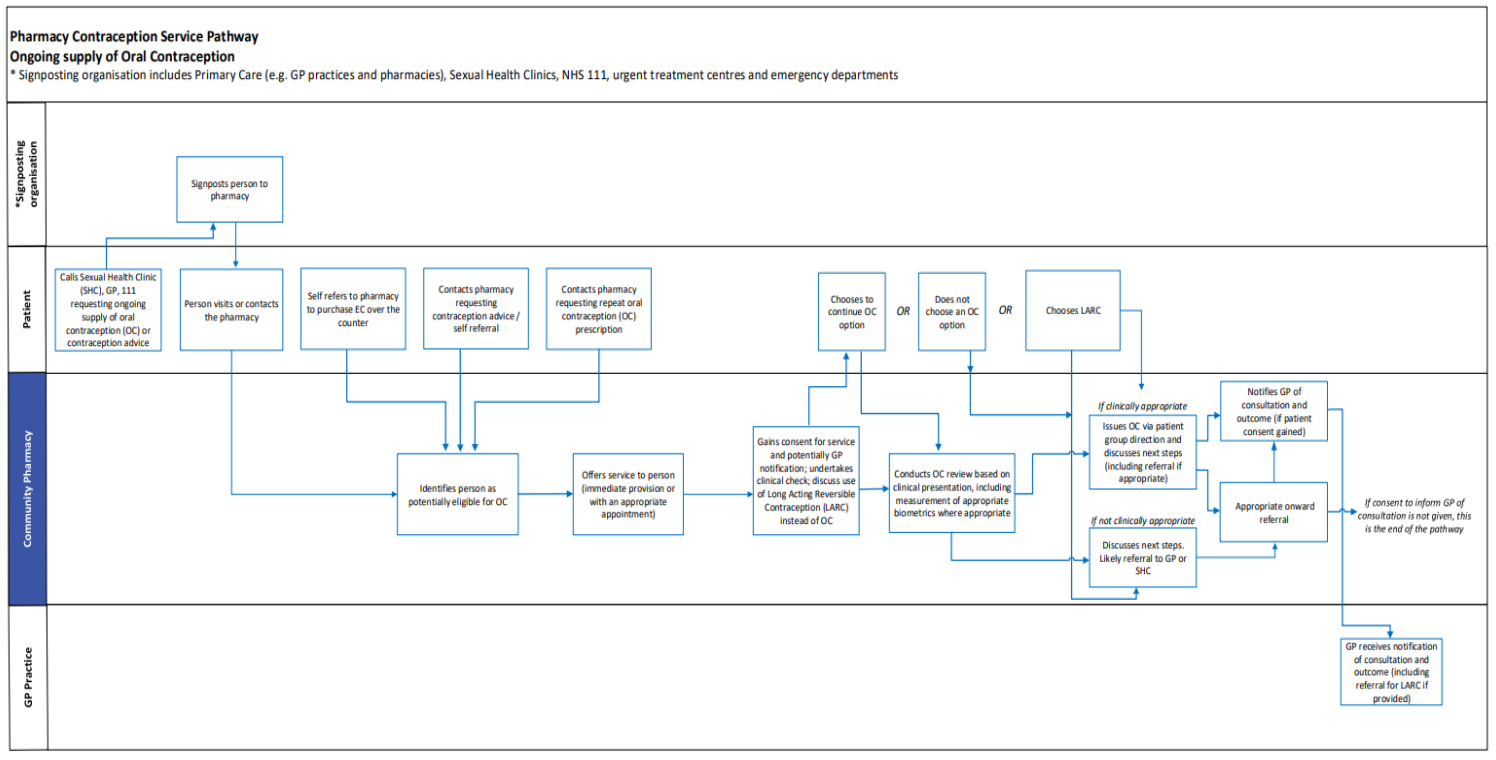 Pharmacy Contraception Service Pathway
Ongoing supply of Oral Contraception
* Signposting organisation includes Primary Care (e.g. GP practices and pharmacies), Sexual Health Clinics, NHS 111, urgent treatment centres and emergency departments
*Signposting
organisation
Signposts person to
pharmacy
Patient
Calls Sexual Health Clinic
(SHC), GP, 111
requesting ongoing
supply of oral
contraception (OC) or
contraception advice
Person visits or contacts
the pharmacy
Self refers to pharmacy
to purchase EC over the
counter
Contacts pharmacy
requesting
contraception advice /
self referral
Contacts pharmacy
requesting repeat oral
contraception (OC)
prescription
Chooses to
continue OC
option
OR
Does not
choose an OC
option
OR
Chooses LARC
Community Pharmacy
Identifies person as
potentially eligible for OC
Offers service to person
(immediate provision or
with an appropriate
appointment)
Gains consent for service
and potentially GP
notification; undertakes
clinical check; discuss use
of Long Acting Reversible
Contraception (LARC)
instead of OC
Conducts OC review based on
clinical presentation, including
measurement of appropriate
biometrics where appropriate
If clinically appropriate
Issues OC via patient
group direction and
discusses next steps
(including referral if
appropriate)
If not clinically appropriate
Discusses next steps.
Likely referral to GP or
SHC
Notifies GP of
consultation and
outcome (if patient
consent gained)
Appropriate onward
referral
If consent to inform GP of
consultation is not given, this
is the end of the pathway
GP Practice
GP receives notification
of consultation and
outcome (including
referral for LARC if
provided)